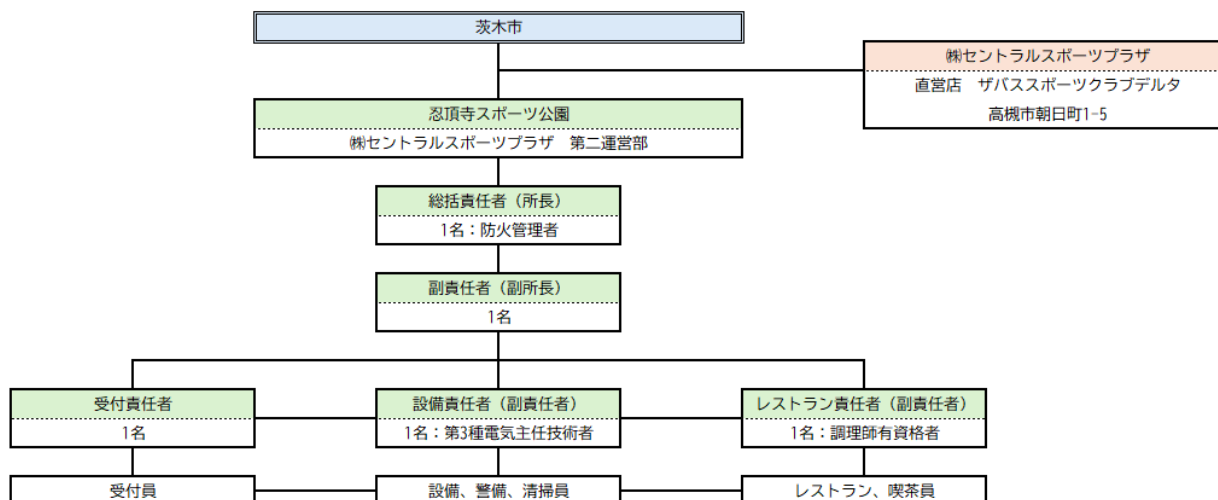 茨木市
㈱セントラルスポーツプラザ
直営店　ザバススポーツクラブデルタ
高槻市朝日町1-5
忍頂寺スポーツ公園
㈱セントラルスポーツプラザ　第二運営部
総括責任者（所長）
1名：防火管理者
副責任者（副所長）
1名
受付責任者
1名
設備責任者（副責任者）
1名：第3種電気主任技術者
レストラン責任者（副責任者）
1名：調理師有資格者
受付員
設備、警備、清掃員
レストラン、喫茶員